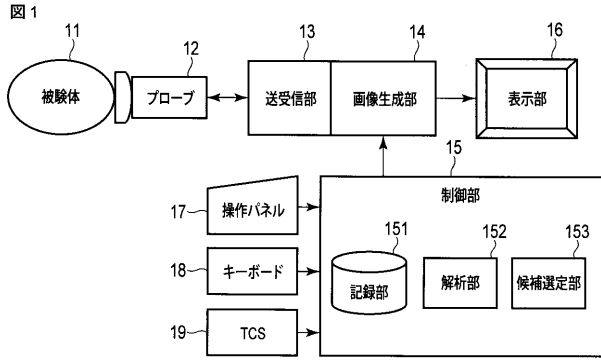 図1
11
12
13
14
16
被験体
プローブ
送受信部
画像生成部
表示部
15
制御部
17
操作パネル
151
152
153
18
キーボード
記録部
解析部
候補選定部
19
TCS